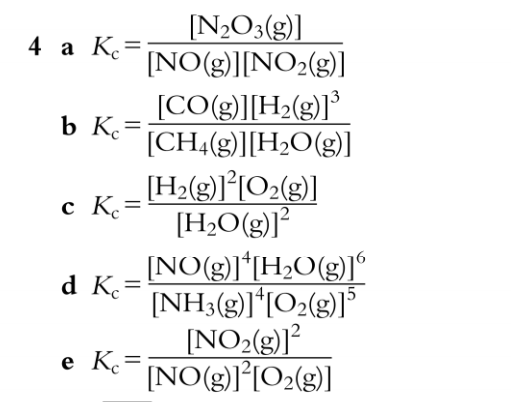 4 a K_c = [N₂O₃(g)] / [NO(g)][NO₂(g)]
b K_c = [CO(g)][H₂(g)]³ / [CH₄(g)][H₂O(g)]
c K_c = [H₂(g)]²[O₂(g)] / [H₂O(g)]²
d K_c = [NO(g)]⁴[H₂O(g)]⁶ / [NH₃(g)]⁴[O₂(g)]⁵
e K_c = [NO₂(g)]² / [NO(g)]²[O₂(g)]